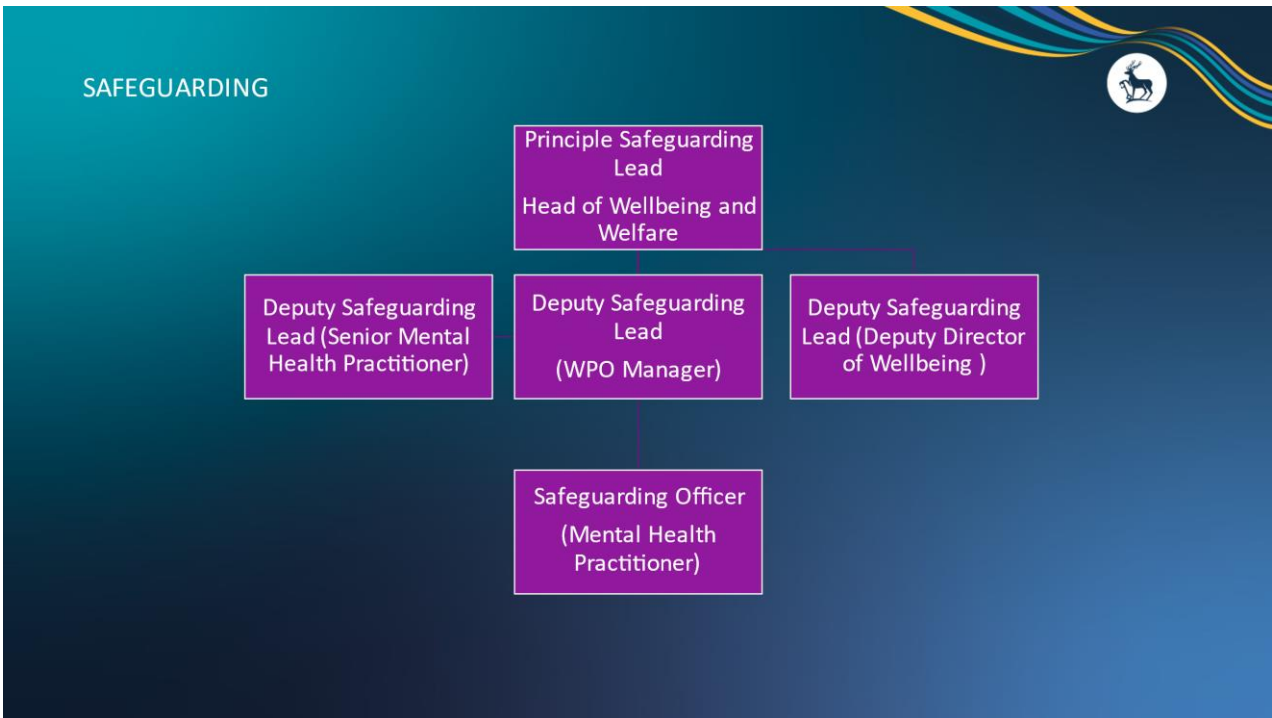 SAFEGUARDING
Principle Safeguarding
Lead
Head of Wellbeing and
Welfare
Deputy Safeguarding
Lead (Senior Mental
Health Practitioner)
Deputy Safeguarding
Lead
(WPO Manager)
Deputy Safeguarding
Lead (Deputy Director
of Wellbeing )
Safeguarding Officer
(Mental Health
Practitioner)